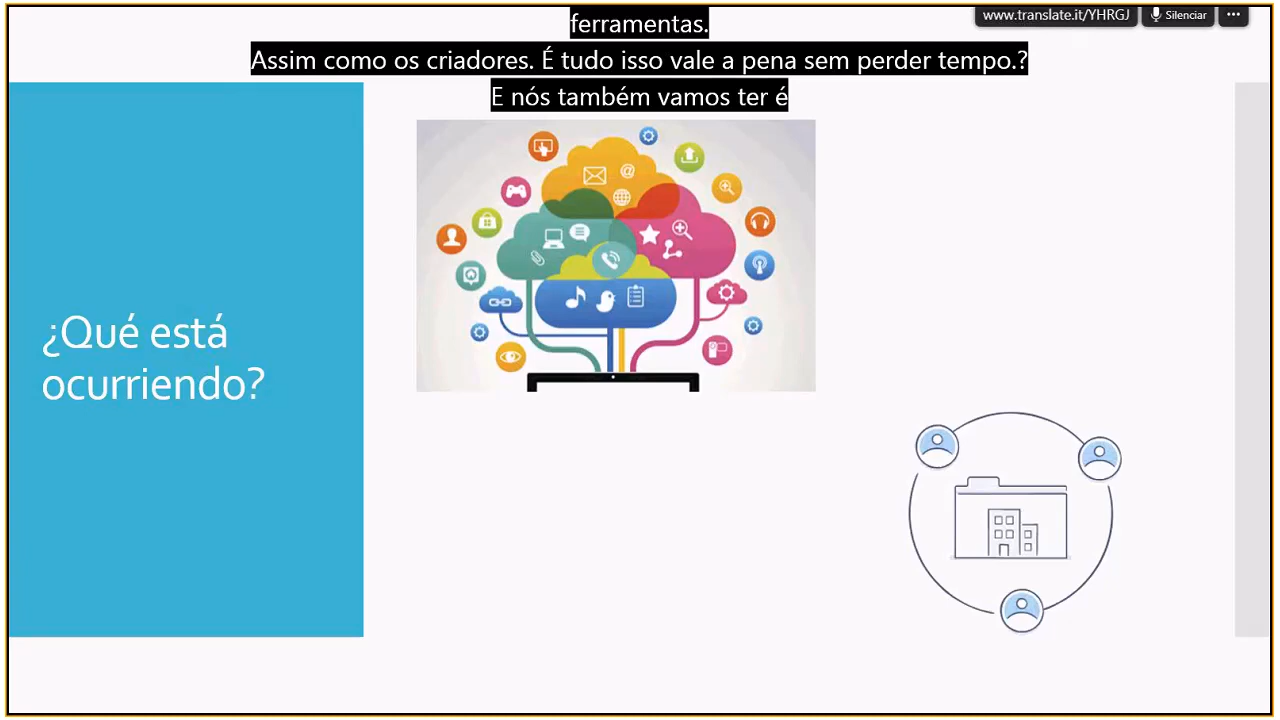 ferramentas.
www.translate.it/YHRGJ
Silenciar
Assim como os criadores. É tudo isso vale a pena sem perder tempo.?
E nós também vamos ter é
¿Qué está
ocurriendo?